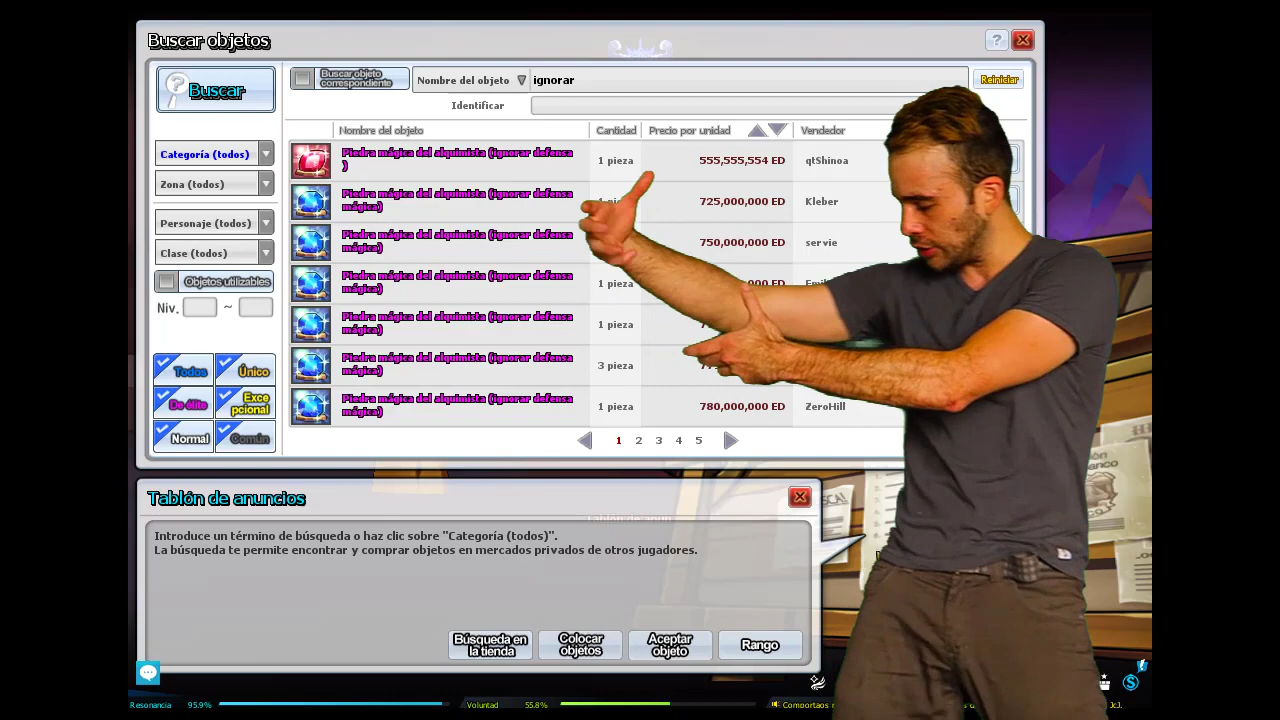 Buscar objetos
?
Buscar
Buscar objeto
correspondiente
Nombre del objeto
ignorar
Reiniciar
Identificar
Nombre del objeto
Cantidad
Precio por unidad
Vendedor
Categoría (todos)
Zona (todos)
Personaje (todos)
Clase (todos)
Objetos utilizables
Niv. ~
Todos
Único
De élite
Exce
pcional
Normal
Común
Piedra mágica del alquimista (ignorar defensa
)
1 pieza
555,555,554 ED
qtShinoa
Piedra mágica del alquimista (ignorar defensa
mágica)
725,000,000 ED
Kleber
Piedra mágica del alquimista (ignorar defensa
mágica)
1 pieza
750,000,000 ED
servie
Piedra mágica del alquimista (ignorar defensa
mágica)
1 pieza
Piedra mágica del alquimista (ignorar defensa
mágica)
1 pieza
Piedra mágica del alquimista (ignorar defensa
mágica)
3 pieza
Piedra mágica del alquimista (ignorar defensa
mágica)
1 pieza
780,000,000 ED
ZeroHill
1 2 3 4 5
Tablón de anuncios
Introduce un término de búsqueda o haz clic sobre "Categoría (todos)".
La búsqueda te permite encontrar y comprar objetos en mercados privados de otros jugadores.
Búsqueda en
la tienda
Colocar
objetos
Aceptar
objeto
Rango
Resonancia 95.9%
Voluntad 55.8%
Comportaos
JcJ.